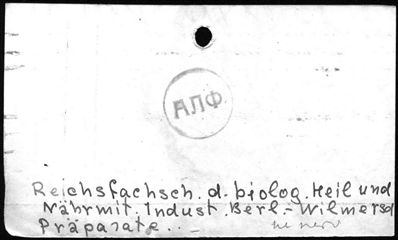 АПФ
Reichsfachsch. d. biolog. Heil und
Nährmit. Indust. Berl.- Wilmersd
Präparate..